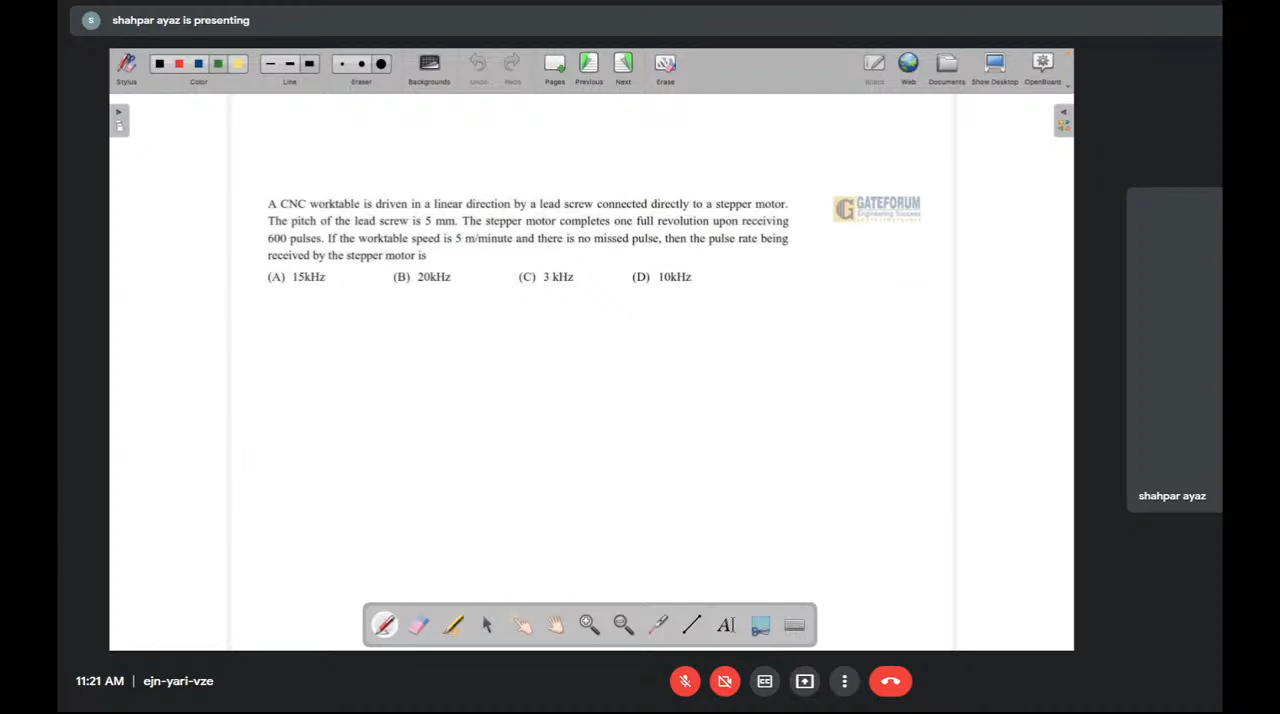 S
shahpar ayaz is presenting
Stylus
Color
Line
Eraser
Backgrounds
Undo
Redo
Pages
Previous
Next
Erase
Board
Web
Documents
Show Desktop
OpenBoard
A CNC worktable is driven in a linear direction by a lead screw connected directly to a stepper motor.
The pitch of the lead screw is 5 mm. The stepper motor completes one full revolution upon receiving
600 pulses. If the worktable speed is 5 m/minute and there is no missed pulse, then the pulse rate being
received by the stepper motor is
(A) 15kHz (B) 20kHz (C) 3 kHz (D) 10kHz
G GATEFORUM
Engineering Success
AI
shahpar ayaz
11:21 AM | ejn-yari-vze